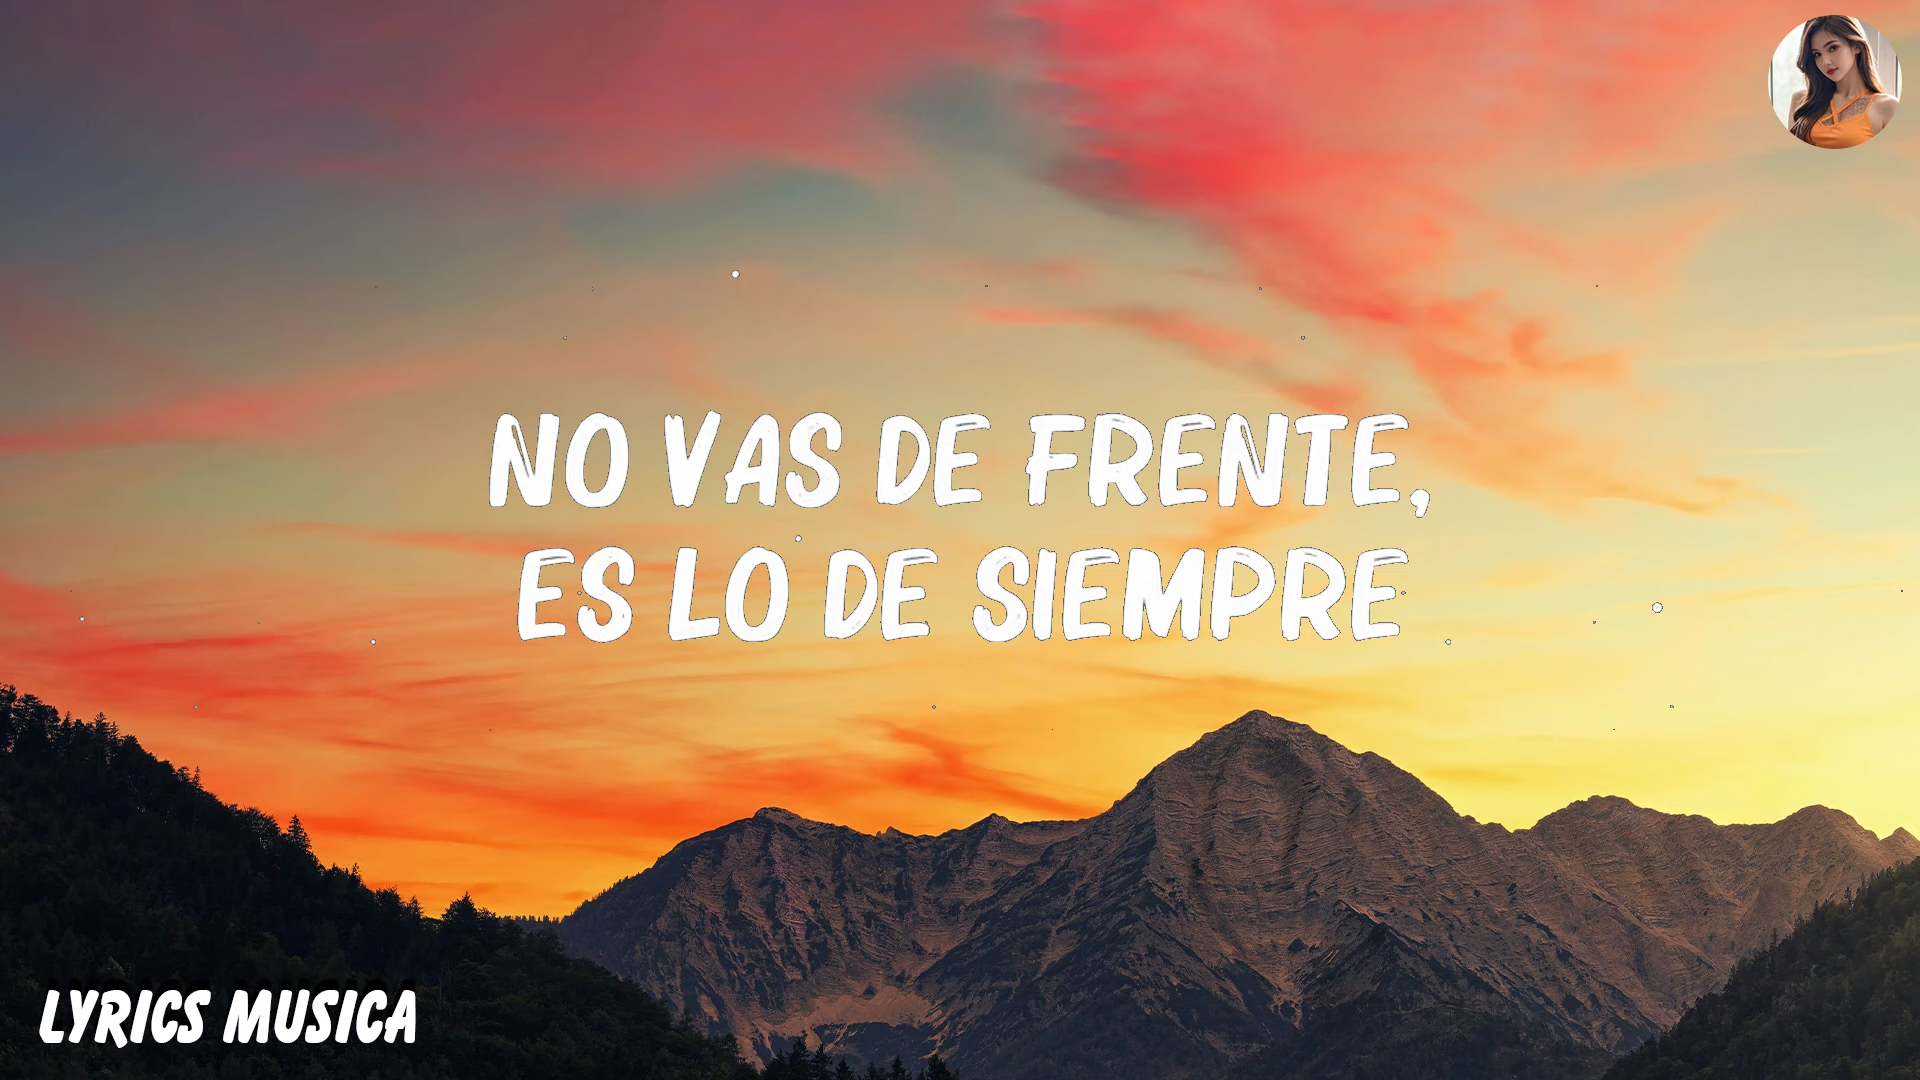 NO VAS DE FRENTE,
ES LO DE SIEMPRE
LYRICS MUSICA